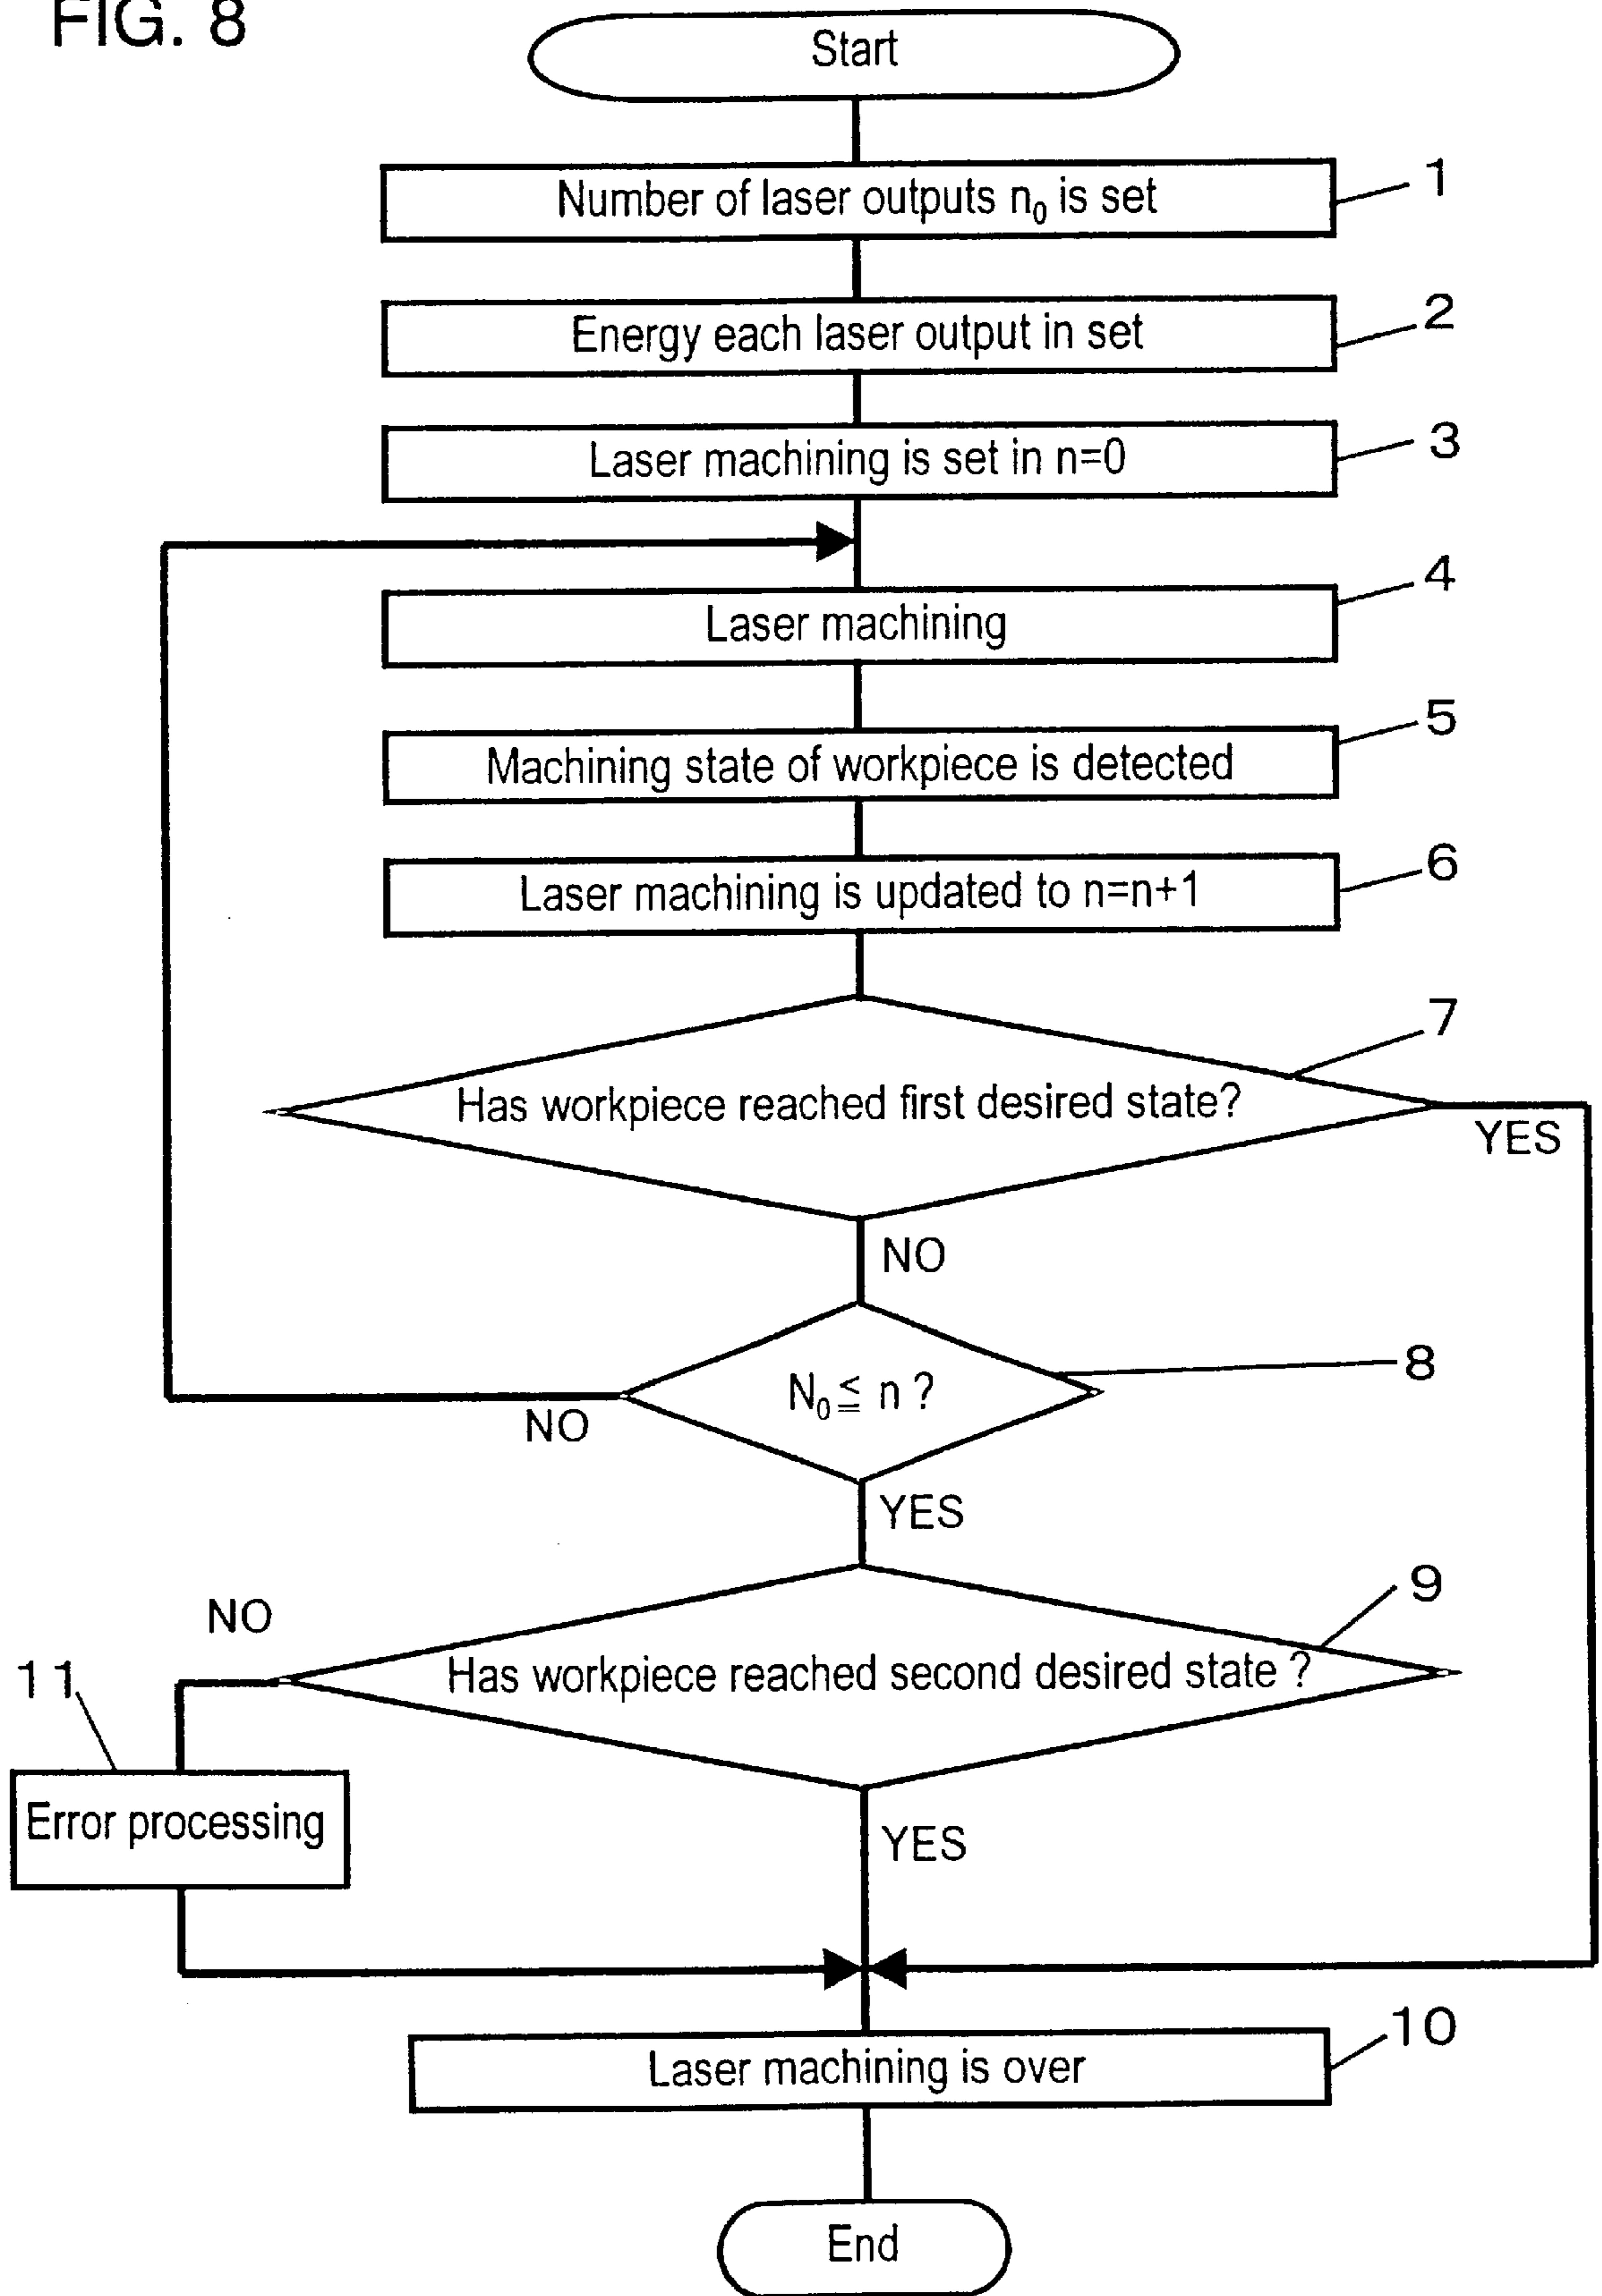 FIG. 8
Start
Number of laser outputs n₀ is set
1
Energy each laser output in set
2
Laser machining is set in n=0
3
Laser machining
4
Machining state of workpiece is detected
5
Laser machining is updated to n=n+1
6
Has workpiece reached first desired state?
7
YES
NO
N₀≦ n ?
8
NO
YES
Has workpiece reached second desired state ?
9
NO
11
Error processing
YES
Laser machining is over
10
End